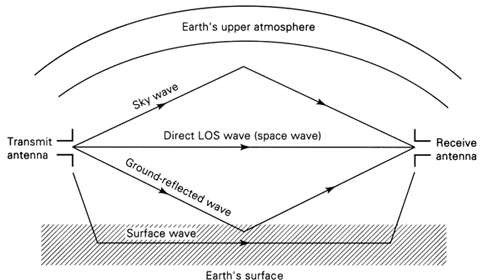 Earth's upper atmosphere
Sky wave
Transmit
antenna
Direct LOS wave (space wave)
Receive
antenna
Ground-reflected wave
Surface wave
Earth's surface